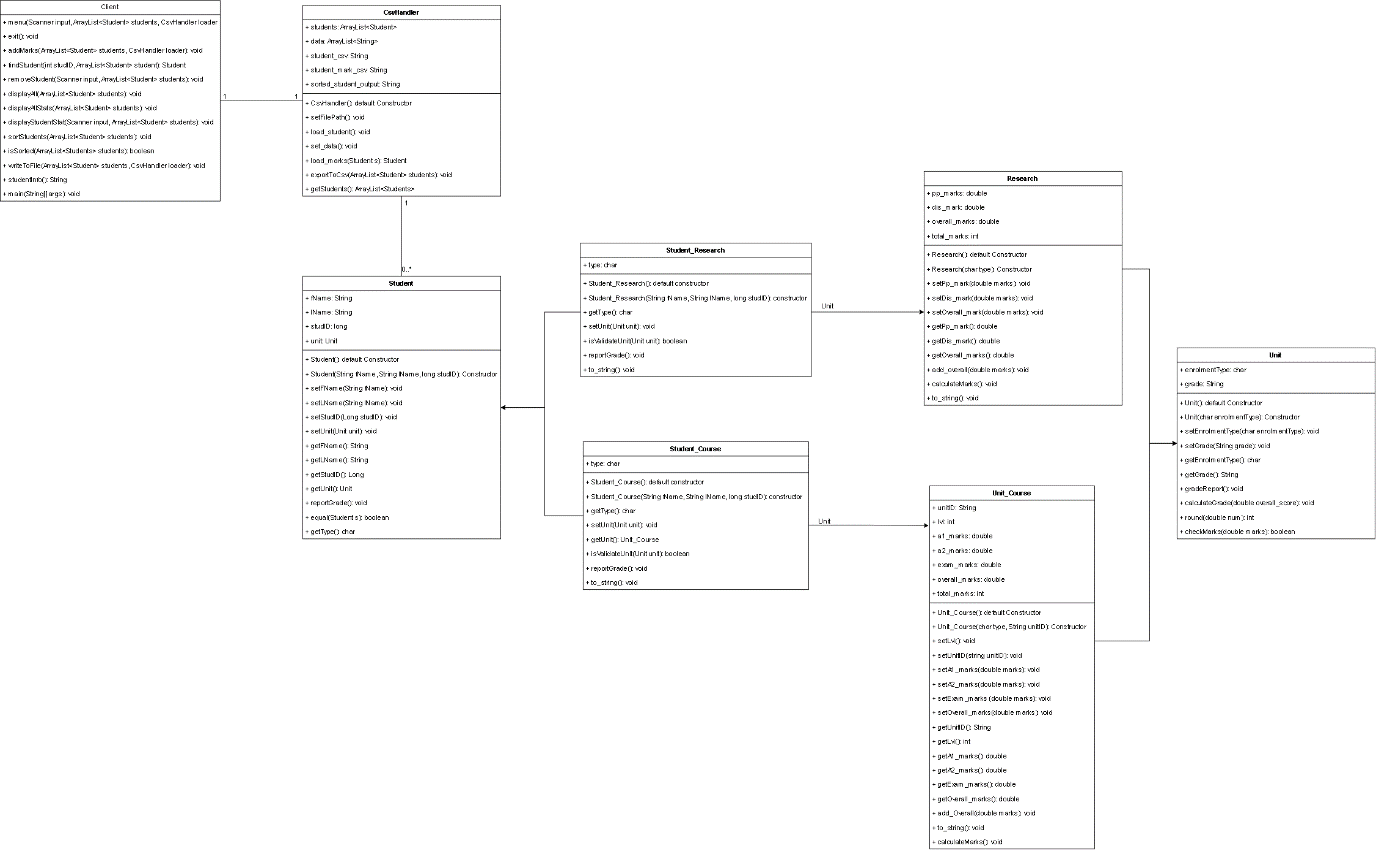 Client
+ menu(Scanner input, ArrayList<Student> students, CsvHandler loader
+ exit(): void
+ addMarks(ArrayList<Student> students, CsvHandler loader): void
+ findStudent(int studID, ArrayList<Student> student): Student
+ removeStudent(Scanner input, ArrayList<Student> students): void
+ displayAll(ArrayList<Student> students): void
+ displayAllStats(ArrayList<Student> students): void
+ displayStudentStat(Scanner input, ArrayList<Student> students): void
+ sortStudents(ArrayList<Student> students): void
+ isSorted(ArrayList<Students> students): boolean
+ writeToFile(ArrayList<Student> students, CsvHandler loader): void
+ studentInfo(): String
+ main(String[] args): void
1
1
CsvHandler
+ students: ArrayList<Student>
+ data: ArrayList<String>
+ student_csv: String
+ student_mark_csv: String
+ sorted_student_output: String
+ CsvHandler(): default Constructor
+ setFilePath(): void
+ load_student(): void
+ set_data(): void
+ load_marks(Student s): Student
+ exportToCsv(ArrayList<Student> students): void
+ getStudents(): ArrayList<Students>
1
0..*
Student
+ fName: String
+ lName: String
+ studID: long
+ unit: Unit
+ Student(): default Constructor
+ Student(String fName, String lName, long studID): Constructor
+ setFName(String fName): void
+ setLName(String lName): void
+ setStudID(Long studID): void
+ setUnit(Unit unit): void
+ getFName(): String
+ getLName(): String
+ getStudID(): Long
+ getUnit(): Unit
+ reportGrade(): void
+ equal(Student s): boolean
+ getType(): char
Student_Research
+ type: char
+ Student_Research(): default constructor
+ Student_Research(String fName, String lName, long studID): constructor
+ getType(): char
+ setUnit(Unit unit): void
+ isValidateUnit(Unit unit): boolean
+ reportGrade(): void
+ to_string(): void
Unit
Student_Course
+ type: char
+ Student_Course(): default constructor
+ Student_Course(String fName, String lName, long studID): constructor
+ getType(): char
+ setUnit(Unit unit): void
+ getUnit(): Unit_Course
+ isValidateUnit(Unit unit): boolean
+ reportGrade(): void
+ to_string(): void
Unit
Research
+ pp_marks: double
+ dis_mark: double
+ overall_marks: double
+ total_marks: int
+ Research(): default Constructor
+ Research(char type): Constructor
+ setPp_mark(double marks): void
+ setDis_mark(double marks): void
+ setOverall_mark(double marks): void
+ getPp_mark(): double
+ getDis_mark(): double
+ getOverall_marks(): double
+ add_overall(double marks): void
+ calculateMarks(): void
+ to_string(): void
Unit_Course
+ unitID: String
+ lvl: int
+ a1_marks: double
+ a2_marks: double
+ exam_marks: double
+ overall_marks: double
+ total_marks: int
+ Unit_Course(): default Constructor
+ Unit_Course(char type, String unitID): Constructor
+ setLvl(): void
+ setUnitID(string unitID): void
+ setA1_marks(double marks): void
+ setA2_marks(double marks): void
+ setExam_marks (double marks): void
+ setOverall_marks(double marks): void
+ getUnitID(): String
+ getLvl(): int
+ getA1_marks(): double
+ getA2_marks(): double
+ getExam_marks(): double
+ getOverall_marks(): double
+ add_Overall(double marks): void
+ to_string(): void
+ calculateMarks(): void
Unit
+ enrolmentType: char
+ grade: String
+ Unit(): default Constructor
+ Unit(char enrolmentType): Constructor
+ setEnrolmentType(char enrolmentType): void
+ setGrade(String grade): void
+ getEnrolmentType(): char
+ getGrade(): String
+ gradeReport(): void
+ calculateGrade(double overall_score): void
+ round(double num): int
+ checkMarks(double marks): boolean